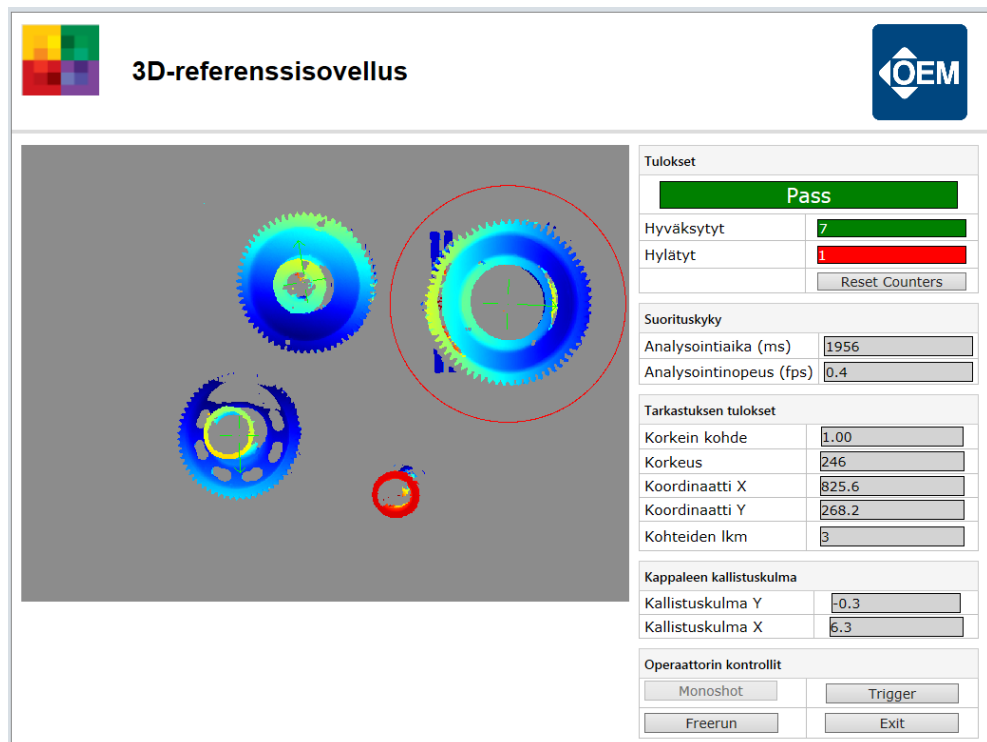 3D-referenssisovellus
OEM
Tulokset
Pass
Hyväksytyt 7
Hylätyt 1
Reset Counters
Suorituskyky
Analysointiaika (ms) 1956
Analysointinopeus (fps) 0.4
Tarkastuksen tulokset
Korkein kohde 1.00
Korkeus 246
Koordinaatti X 825.6
Koordinaatti Y 268.2
Kohteiden lkm 3
Kappaleen kallistuskulma
Kallistuskulma Y -0.3
Kallistuskulma X 6.3
Operaattorin kontrollit
Monoshot Trigger
Freerun Exit